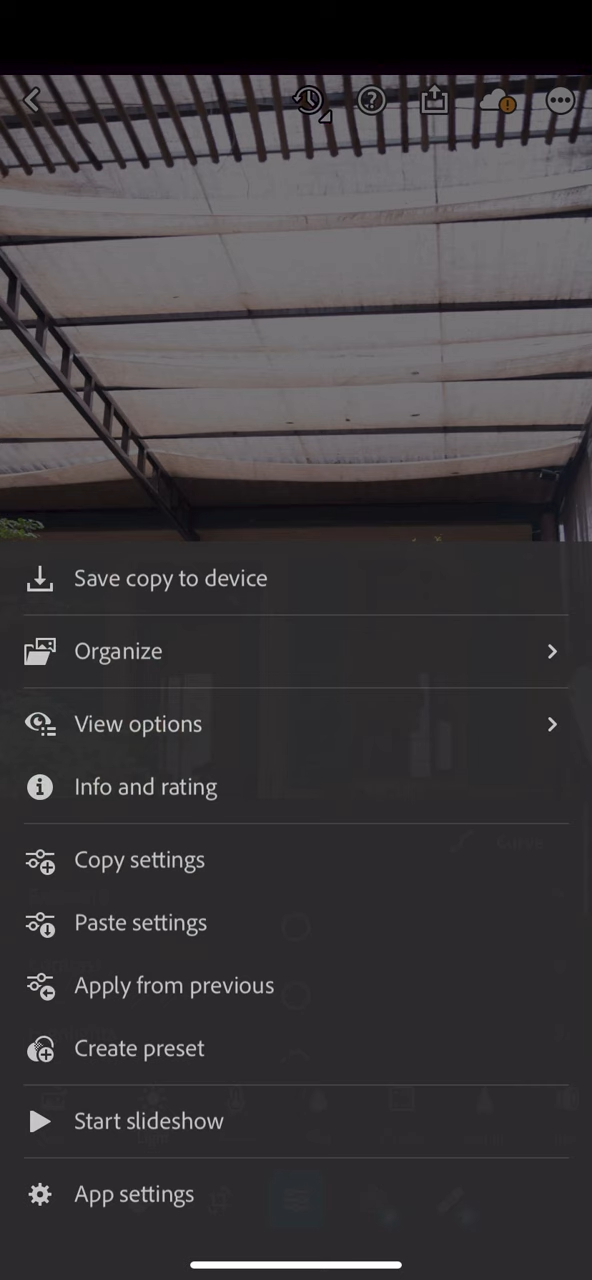 Save copy to device
Organize
View options
Info and rating
Copy settings
Paste settings
Apply from previous
Create preset
Start slideshow
App settings